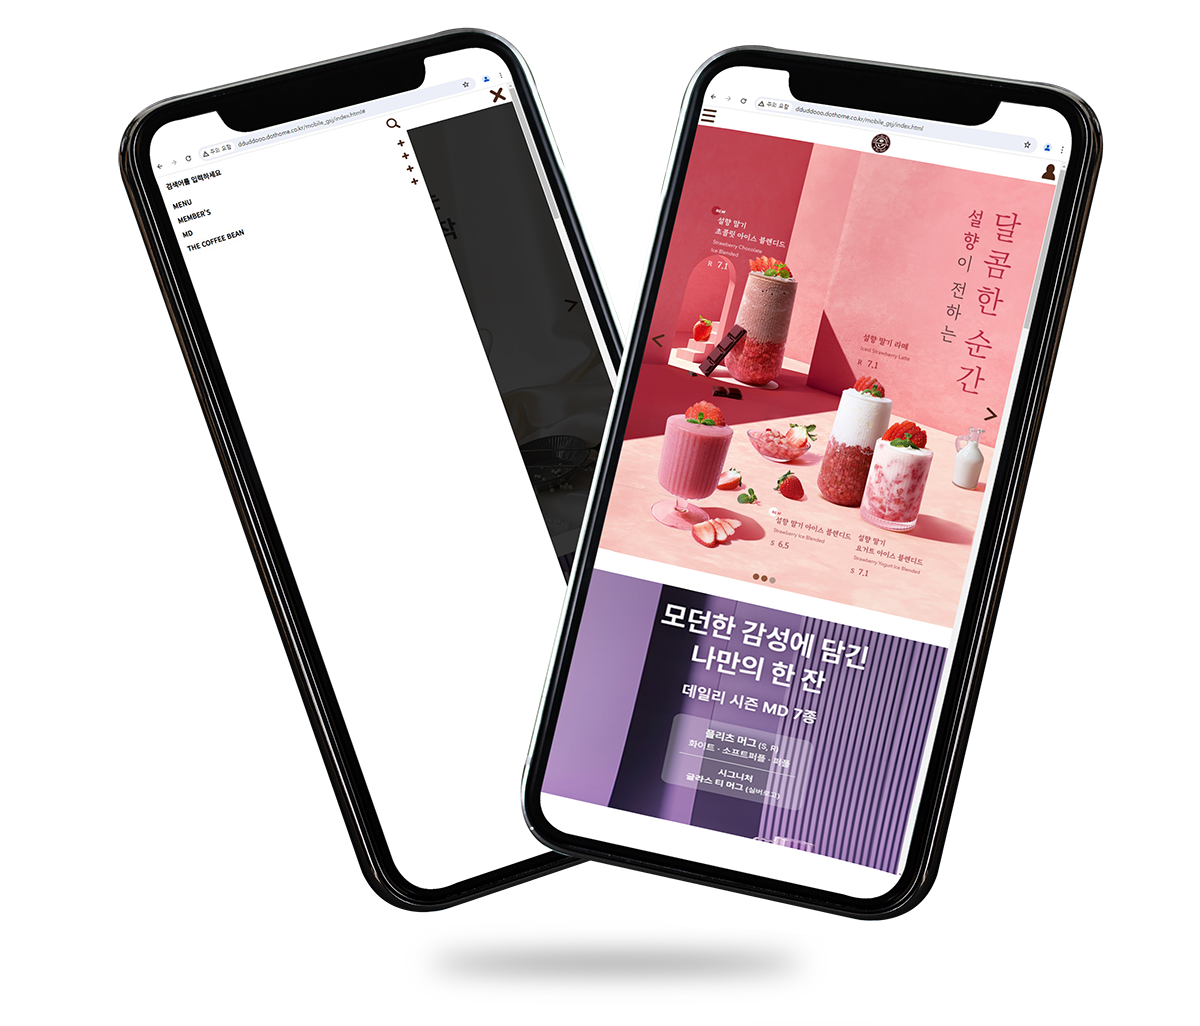 주의 요함 dduddooo.dothome.co.kr/mobile_gsj/index.html#
검색어를 입력하세요
MENU
MEMBER'S
MD
THE COFFEE BEAN
주의 요함 dduddooo.dothome.co.kr/mobile_gsj/index.html
달콤한 순간
설향이 전하는
NEW
설향 딸기
초콜릿 아이스 블렌디드
Strawberry Chocolate
Ice Blended
R 7.1
설향 딸기 라떼
Iced Strawberry Latte
R 7.1
NEW
설향 딸기 아이스 블렌디드
Strawberry Ice Blended
S 6.5
설향 딸기
요거트 아이스 블렌디드
Strawberry Yogurt Ice Blended
S 7.1
모던한 감성에 담긴
나만의 한 잔
데일리 시즌 MD 7종
플리츠 머그 (S, R)
화이트 · 소프트퍼플 · 퍼플
시그니처
글라스 티 머그 (실버로고)